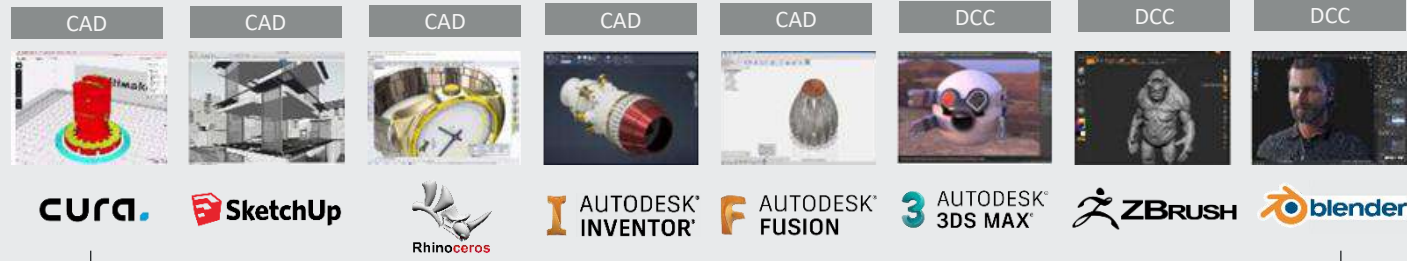 CAD
CAD
CAD
CAD
CAD
DCC
DCC
DCC
cura.
SketchUp
Rhinoceros
AUTODESK®
INVENTOR®
AUTODESK®
FUSION
AUTODESK®
3DS MAX®
ZBRUSH
blender